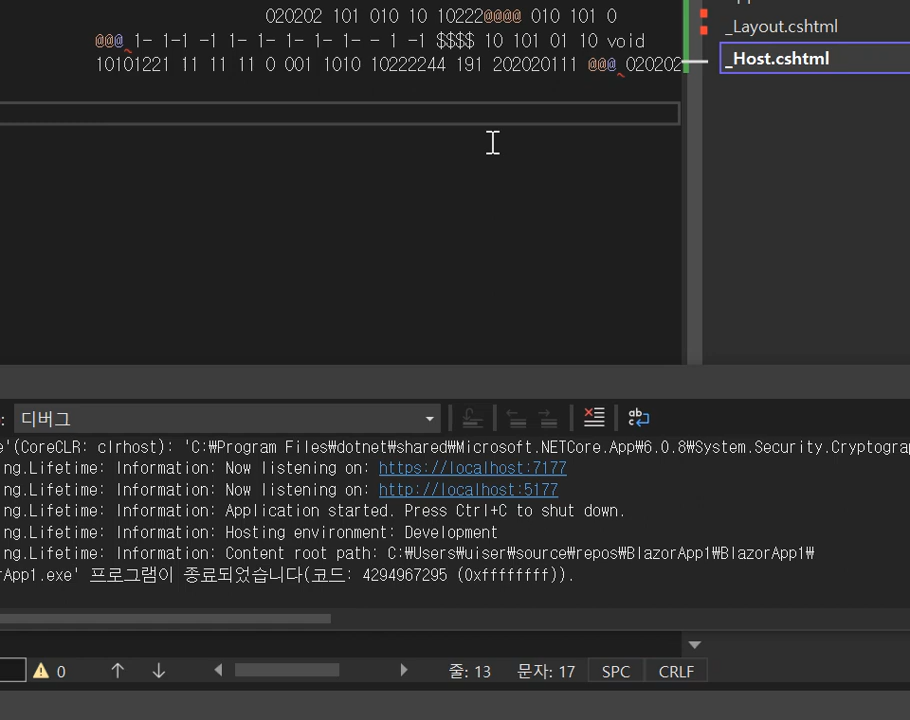 020202 101 010 10 10222@@@@ 010 101 0
@@@ 1- 1-1 -1 1- 1- 1- 1- 1- - 1 -1 $$$$ 10 101 01 10 void
10101221 11 11 11 0 001 1010 10222244 191 202020111 @@@ 020202
_Layout.cshtml
_Host.cshtml
: 디버그
e'(CoreCLR: clrhost): 'C:₩Program Files₩dotnet₩shared₩Microsoft.NETCore.App₩6.0.8₩System.Security.Cryptograp
ng.Lifetime: Information: Now listening on: https://localhost:7177
ng.Lifetime: Information: Now listening on: http://localhost:5177
ng.Lifetime: Information: Application started. Press Ctrl+C to shut down.
ng.Lifetime: Information: Hosting environment: Development
ng.Lifetime: Information: Content root path: C:₩Users₩uiser₩source₩repos₩BlazorApp1₩BlazorApp1₩
rApp1.exe' 프로그램이 종료되었습니다(코드: 4294967295 (0xffffffff)).
0 줄: 13 문자: 17 SPC CRLF